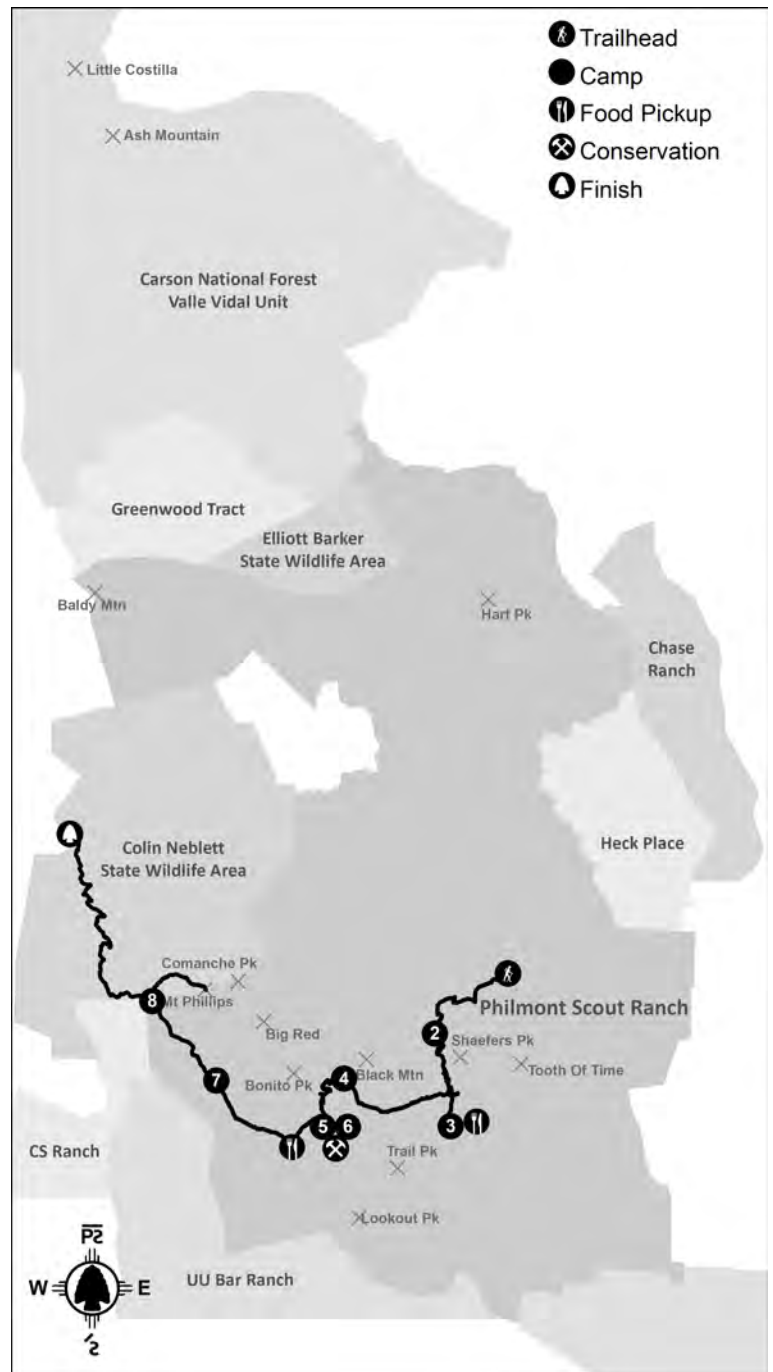 Trailhead
Camp
Food Pickup
Conservation
Finish
Little Costilla
Ash Mountain
Carson National Forest
Valle Vidal Unit
Greenwood Tract
Elliott Barker
State Wildlife Area
Baldy Mtn
Hart Pk
Chase
Ranch
Heck Place
Colin Neblett
State Wildlife Area
Comanche Pk
8
Mt Phillips
Philmont Scout Ranch
2
Big Red
Shaefers Pk
Tooth Of Time
Black Mtn
Bonito Pk
4
7
5
6
3
CS Ranch
Trail Pk
Lookout Pk
UU Bar Ranch
W
E